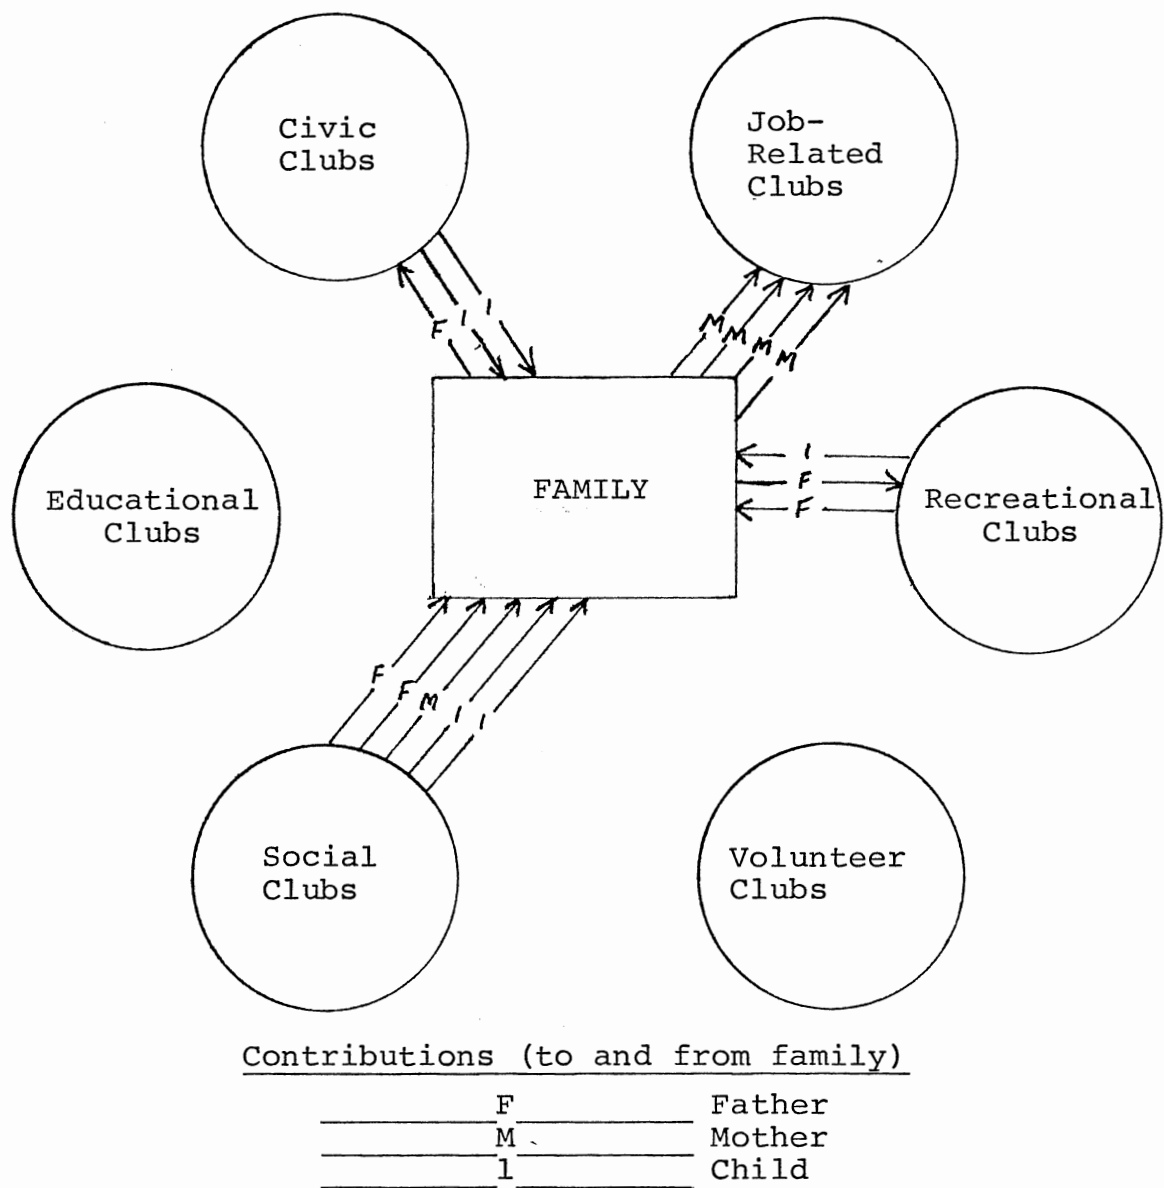 Civic
Clubs
Job-
Related
Clubs
F 1 1
M M M M
1
F
F
Educational
Clubs
FAMILY
Recreational
Clubs
F F M 1 1
Social
Clubs
Volunteer
Clubs
Contributions (to and from family)
F Father
M Mother
1 Child